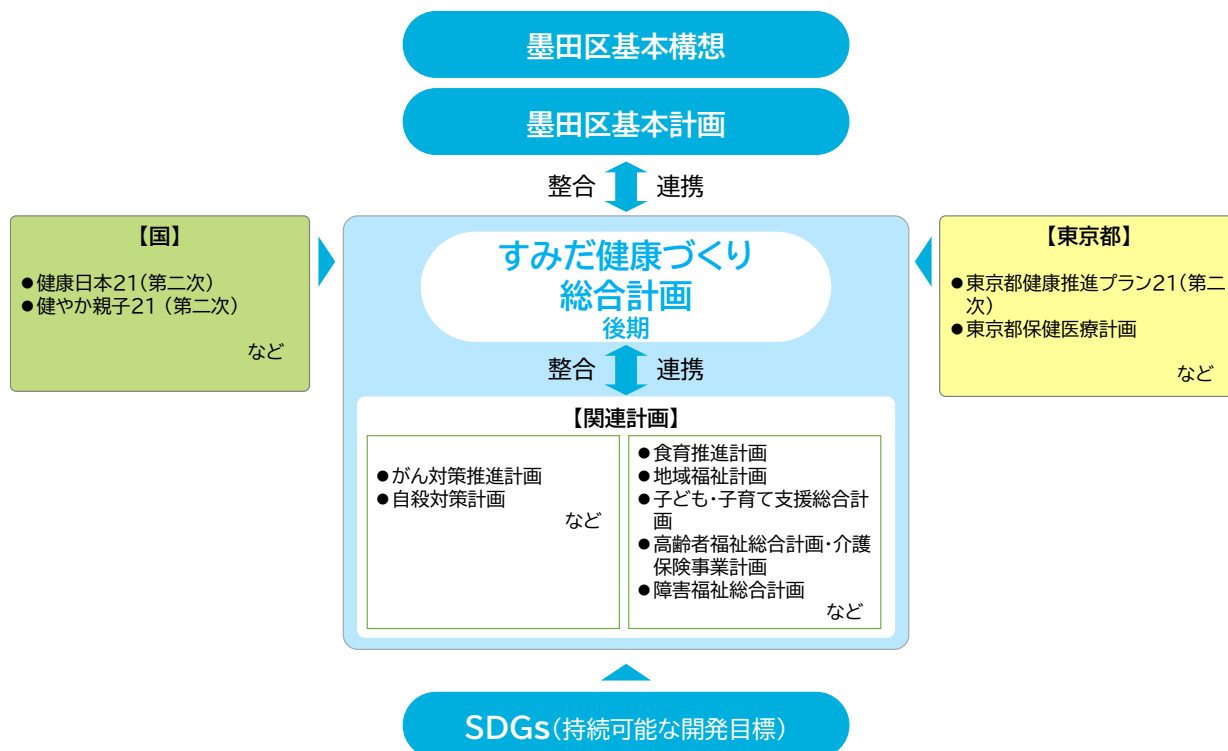 墨田区基本構想
墨田区基本計画
整合 連携
【国】
●健康日本21(第二次)
●健やか親子21 (第二次)
など
すみだ健康づくり
総合計画
後期
【東京都】
●東京都健康推進プラン21(第二
次)
●東京都保健医療計画
など
整合 連携
【関連計画】
●がん対策推進計画
●自殺対策計画
など
●食育推進計画
●地域福祉計画
●子ども・子育て支援総合計
画
●高齢者福祉総合計画・介護
保険事業計画
●障害福祉総合計画
など
SDGs(持続可能な開発目標)